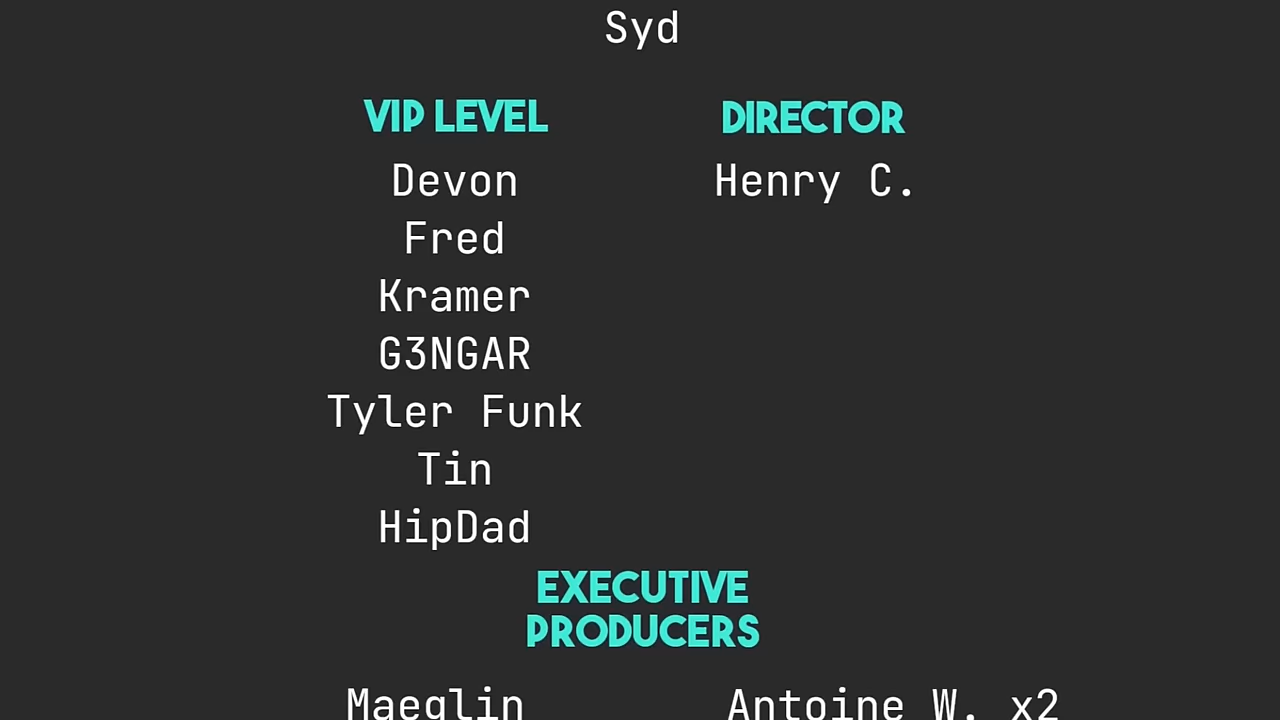 Syd
VIP LEVEL
Devon
Fred
Kramer
G3NGAR
Tyler Funk
Tin
HipDad
DIRECTOR
Henry C.
EXECUTIVE
PRODUCERS
Maeglin
Antoine W. x2